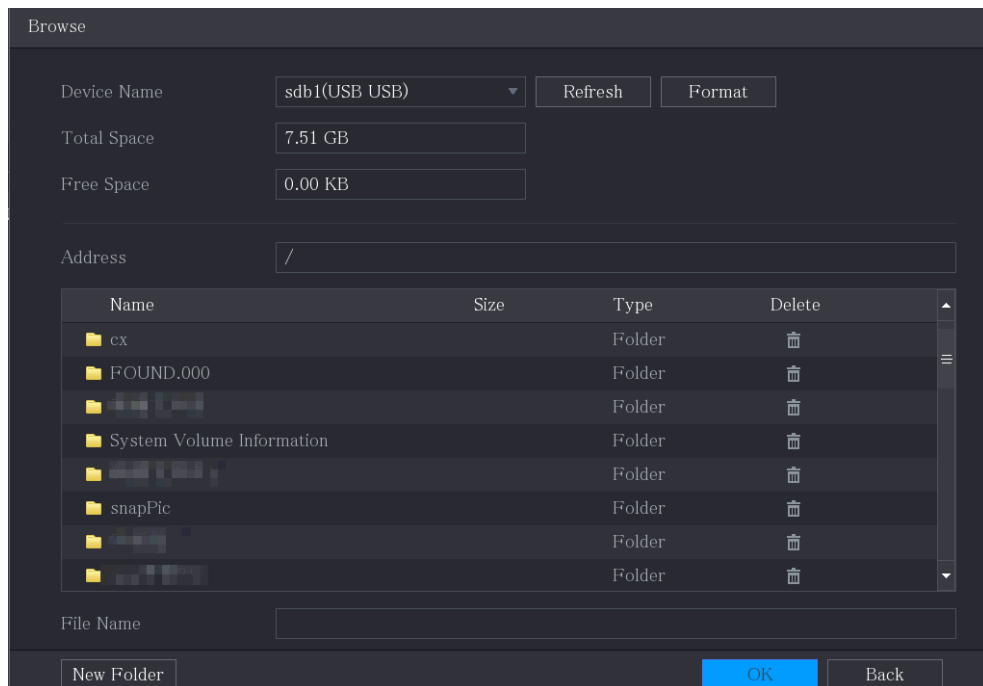 Browse
Device Name sdb1(USB USB) Refresh Format
Total Space 7.51 GB
Free Space 0.00 KB
Address /
Name Size Type Delete
cx Folder
FOUND.000 Folder
Folder
System Volume Information Folder
Folder
snapPic Folder
Folder
Folder
File Name
New Folder OK Back